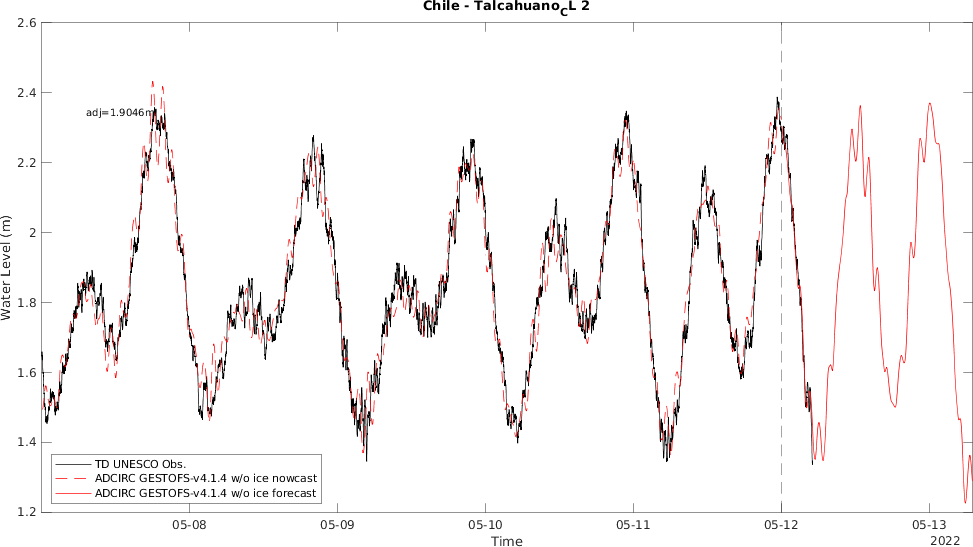 Chile - Talcahuano_CL 2
2.6
2.4
2.2
2
1.8
1.6
1.4
1.2
Water Level (m)
adj=1.9046m
TD UNESCO Obs.
ADCIRC GESTOFS-v4.1.4 w/o ice nowcast
ADCIRC GESTOFS-v4.1.4 w/o ice forecast
05-08 05-09 05-10 05-11 05-12 05-13
Time 2022